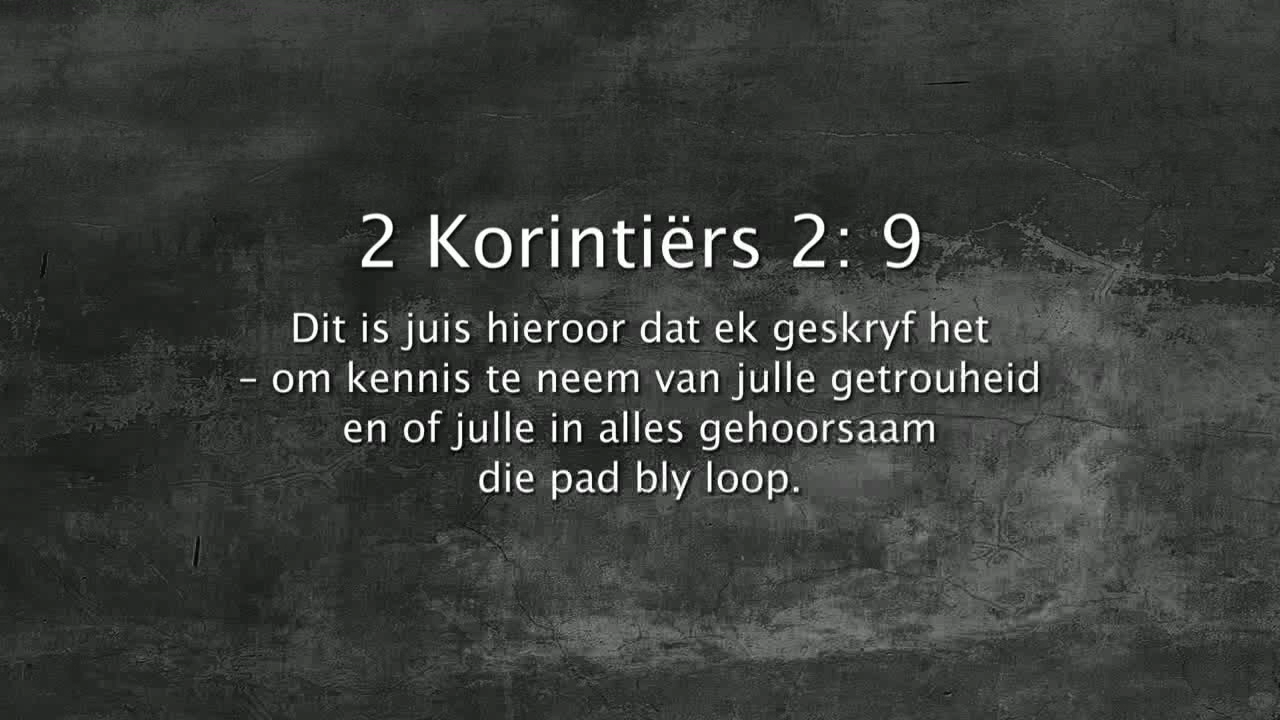 2 Korintiërs 2: 9
Dit is juis hieroor dat ek geskryf het
– om kennis te neem van julle getrouheid
en of julle in alles gehoorsaam
die pad bly loop.